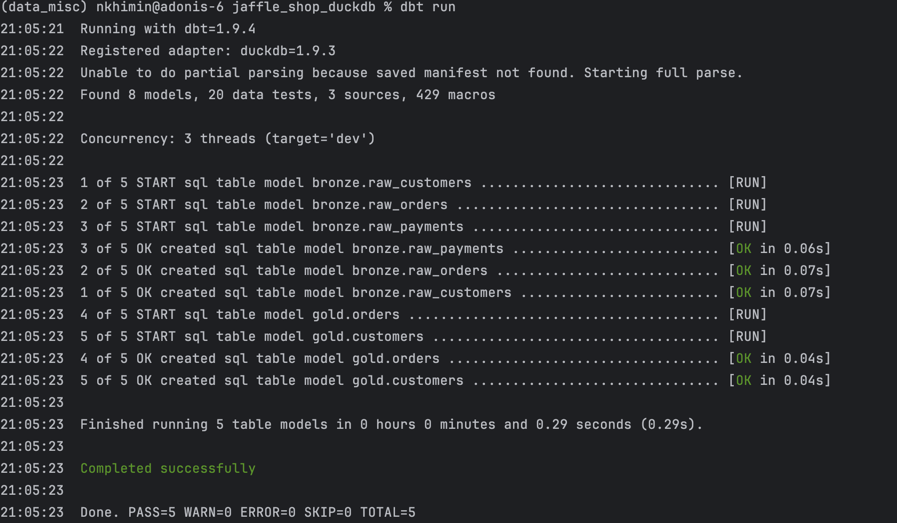 (data_misc) nkhimin@adonis-6 jaffle_shop_duckdb % dbt run
21:05:21  Running with dbt=1.9.4
21:05:22  Registered adapter: duckdb=1.9.3
21:05:22  Unable to do partial parsing because saved manifest not found. Starting full parse.
21:05:22  Found 8 models, 20 data tests, 3 sources, 429 macros
21:05:22
21:05:22  Concurrency: 3 threads (target='dev')
21:05:22
21:05:23  1 of 5 START sql table model bronze.raw_customers .............................. [RUN]
21:05:23  2 of 5 START sql table model bronze.raw_orders ................................. [RUN]
21:05:23  3 of 5 START sql table model bronze.raw_payments ............................... [RUN]
21:05:23  3 of 5 OK created sql table model bronze.raw_payments .......................... [OK in 0.06s]
21:05:23  2 of 5 OK created sql table model bronze.raw_orders ............................ [OK in 0.07s]
21:05:23  1 of 5 OK created sql table model bronze.raw_customers ......................... [OK in 0.07s]
21:05:23  4 of 5 START sql table model gold.orders ....................................... [RUN]
21:05:23  5 of 5 START sql table model gold.customers .................................... [RUN]
21:05:23  4 of 5 OK created sql table model gold.orders .................................. [OK in 0.04s]
21:05:23  5 of 5 OK created sql table model gold.customers ............................... [OK in 0.04s]
21:05:23
21:05:23  Finished running 5 table models in 0 hours 0 minutes and 0.29 seconds (0.29s).
21:05:23
21:05:23  Completed successfully
21:05:23
21:05:23  Done. PASS=5 WARN=0 ERROR=0 SKIP=0 TOTAL=5